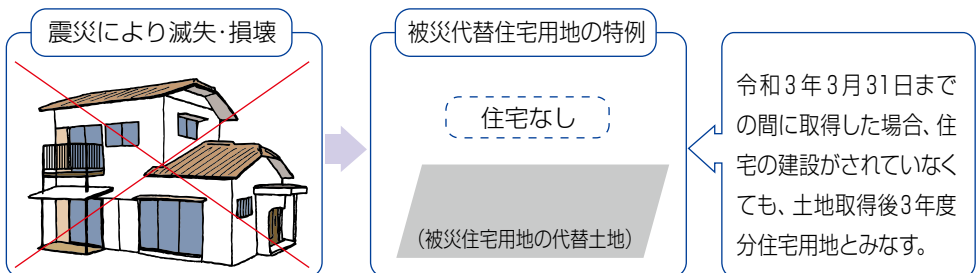 震災により滅失・損壊
被災代替住宅用地の特例
住宅なし
（被災住宅用地の代替土地）
令和3年3月31日まで
の間に取得した場合、住
宅の建設がされていなく
ても、土地取得後3年度
分住宅用地とみなす。